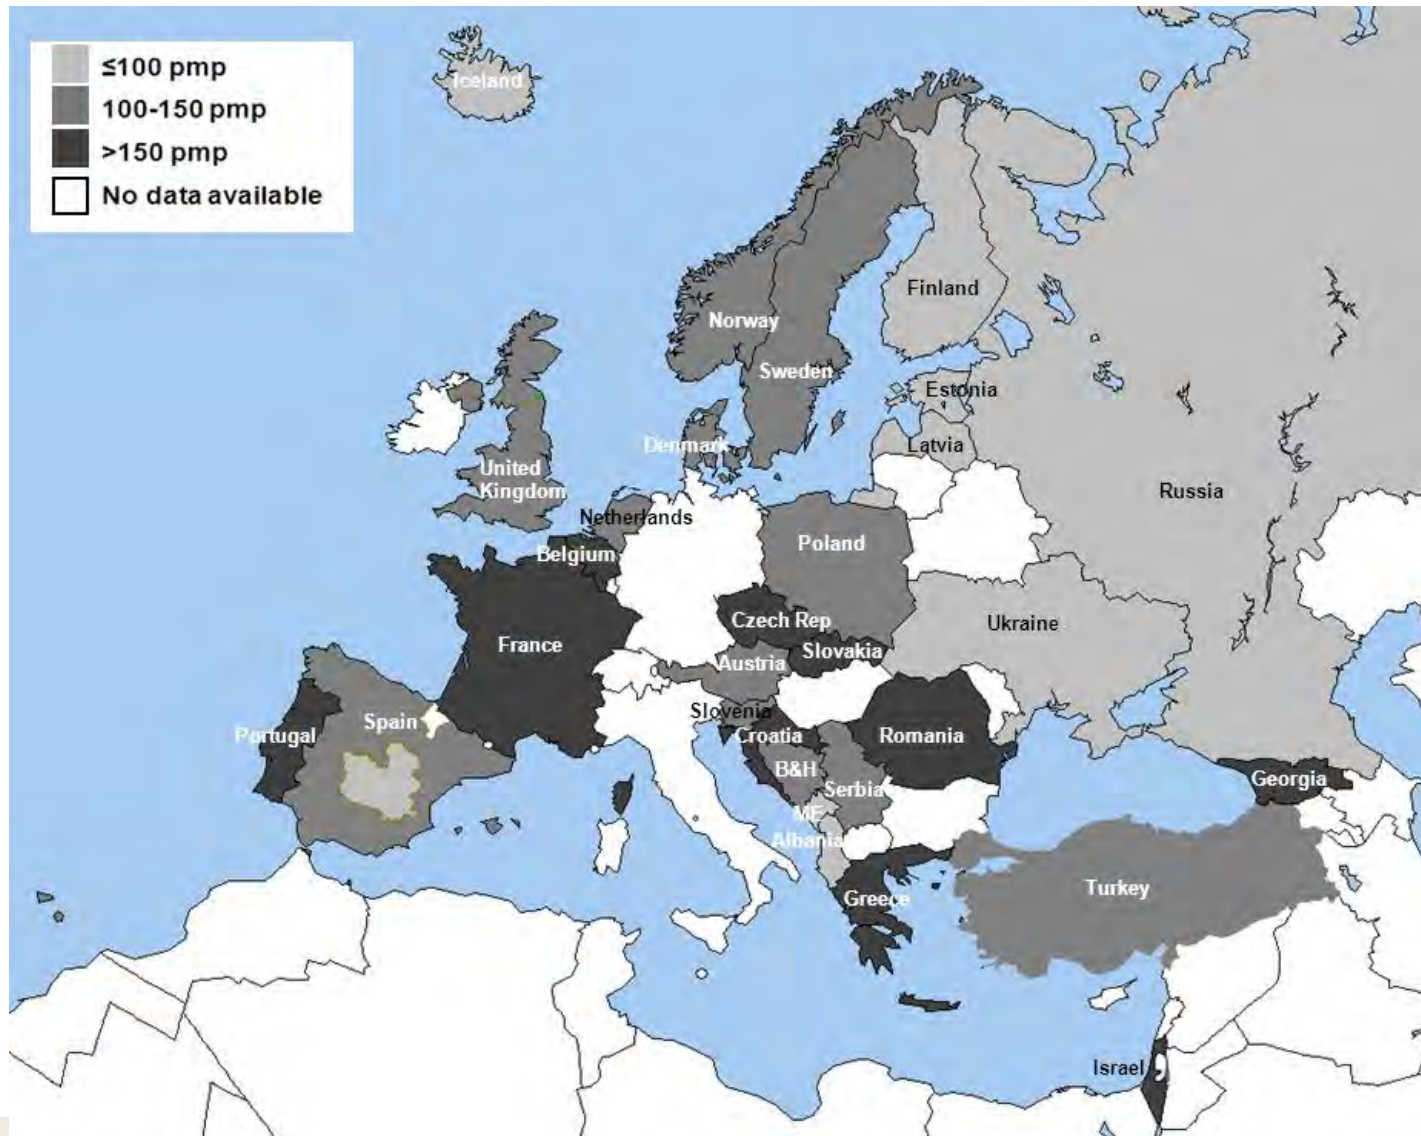 ≤100 pmp
100-150 pmp
>150 pmp
No data available
Iceland
Finland
Norway
Sweden
Estonia
Denmark
Latvia
United
Kingdom
Russia
Netherlands
Belgium
Poland
Czech Rep
Ukraine
France
Slovakia
Austria
Slovenia
Spain
Portugal
Croatia
Romania
B&H
Georgia
Serbia
ME
Albania
Turkey
Greece
Israel